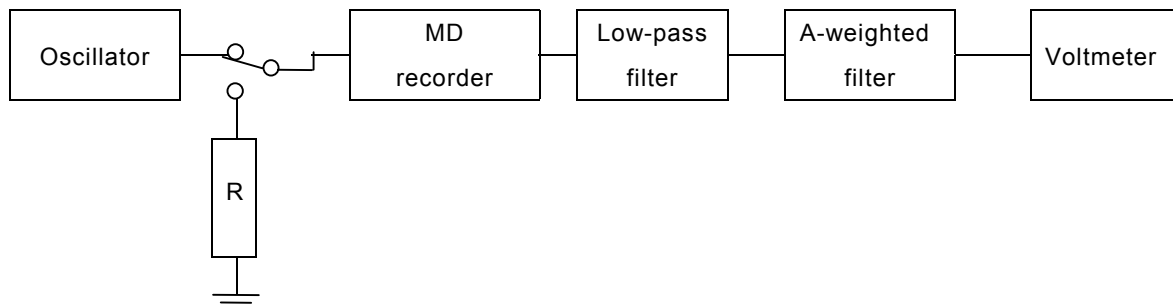 Oscillator
MD
recorder
Low-pass
filter
A-weighted
filter
Voltmeter
R